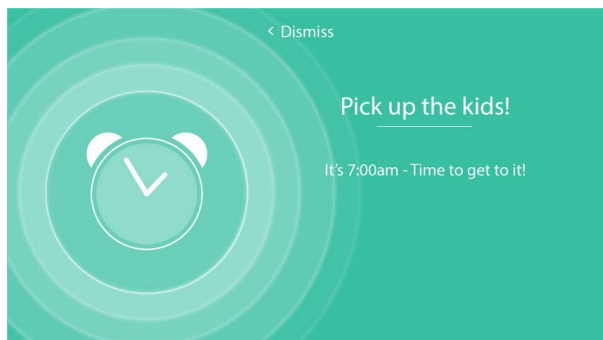 < Dismiss
Pick up the kids!
It's 7:00am - Time to get to it!